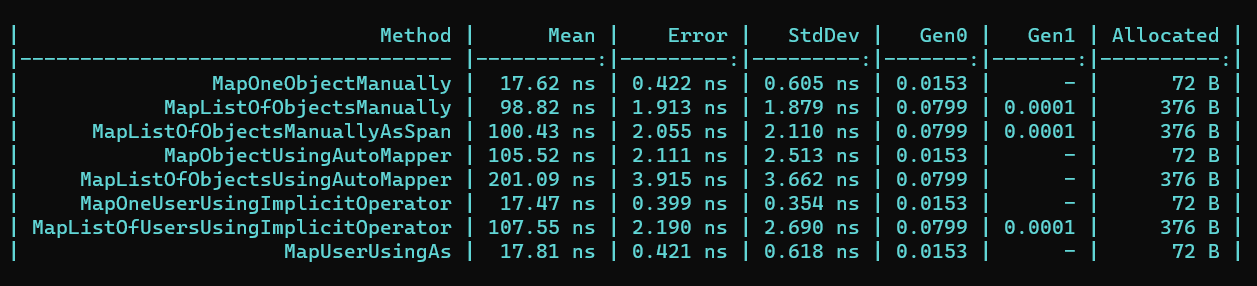 |                              Method |      Mean |    Error |   StdDev |   Gen0 |   Gen1 | Allocated |
|------------------------------------ |----------:|---------:|---------:|-------:|-------:|----------:|
|                MapOneObjectManually |  17.62 ns | 0.422 ns | 0.605 ns | 0.0153 |      - |      72 B |
|            MapListOfObjectsManually |  98.82 ns | 1.913 ns | 1.879 ns | 0.0799 | 0.0001 |     376 B |
|      MapListOfObjectsManuallyAsSpan | 100.43 ns | 2.055 ns | 2.110 ns | 0.0799 | 0.0001 |     376 B |
|            MapObjectUsingAutoMapper | 105.52 ns | 2.111 ns | 2.513 ns | 0.0153 |      - |      72 B |
|     MapListOfObjectsUsingAutoMapper | 201.09 ns | 3.915 ns | 3.662 ns | 0.0799 |      - |     376 B |
|     MapOneUserUsingImplicitOperator |  17.47 ns | 0.399 ns | 0.354 ns | 0.0153 |      - |      72 B |
| MapListOfUsersUsingImplicitOperator | 107.55 ns | 2.190 ns | 2.690 ns | 0.0799 | 0.0001 |     376 B |
|                      MapUserUsingAs |  17.81 ns | 0.421 ns | 0.618 ns | 0.0153 |      - |      72 B |